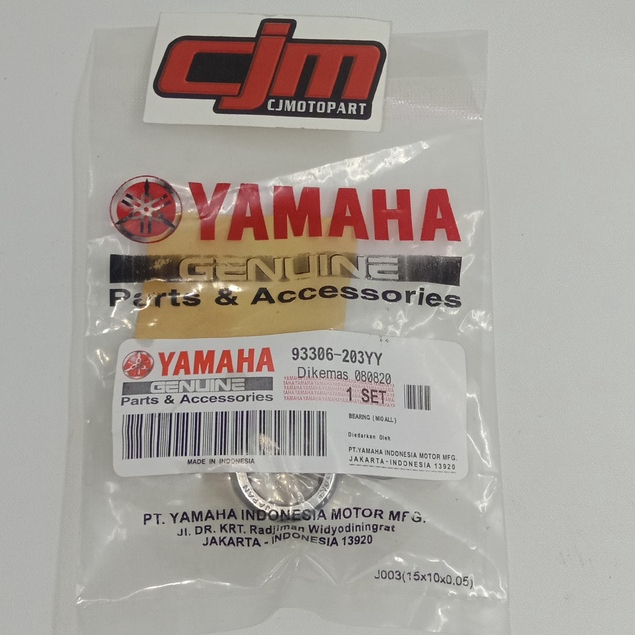 cjm
CJMOTOPART
YAMAHA
GENUINE
Parts & Accessories
YAMAHA
GENUINE
Parts & Accessories
MADE IN INDONESIA
93306-203YY
Dikemas 080820
1 SET
BEARING ( MIO ALL )
Diedarkan Oleh
PT.YAMAHA INDONESIA MOTOR MFG.
JAKARTA-INDONESIA 13920
JAPAN
PT. YAMAHA INDONESIA MOTOR MFG.
Jl. DR. KRT. Radjiman Widyodiningrat
JAKARTA - INDONESIA 13920
J003(15x10x0.05)